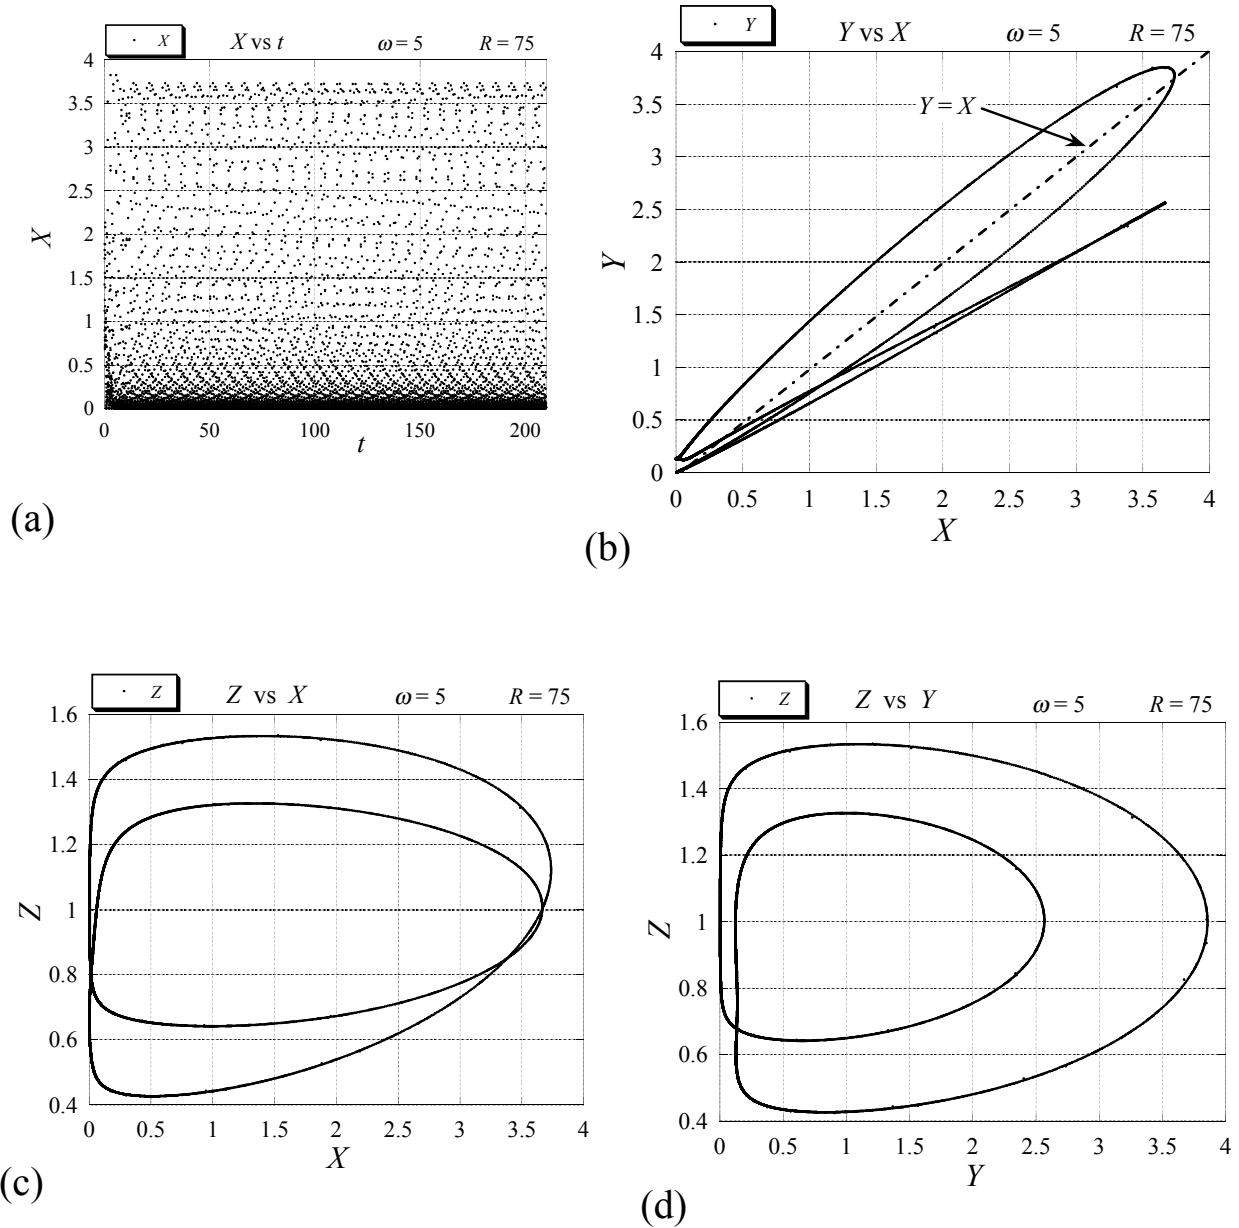 X X vs t ω = 5 R = 75
4
3.5
3
2.5
2
1.5
1
0.5
0
X
0 50 100 150 200
t
(a)
Y Y vs X ω = 5 R = 75
4
3.5
3
2.5
2
1.5
1
0.5
0
Y
Y = X
0 0.5 1 1.5 2 2.5 3 3.5 4
X
(b)
Z Z vs X ω = 5 R = 75
1.6
1.4
1.2
1
0.8
0.6
0.4
Z
0 0.5 1 1.5 2 2.5 3 3.5 4
X
(c)
Z Z vs Y ω = 5 R = 75
1.6
1.4
1.2
1
0.8
0.6
0.4
Z
0 0.5 1 1.5 2 2.5 3 3.5 4
Y
(d)